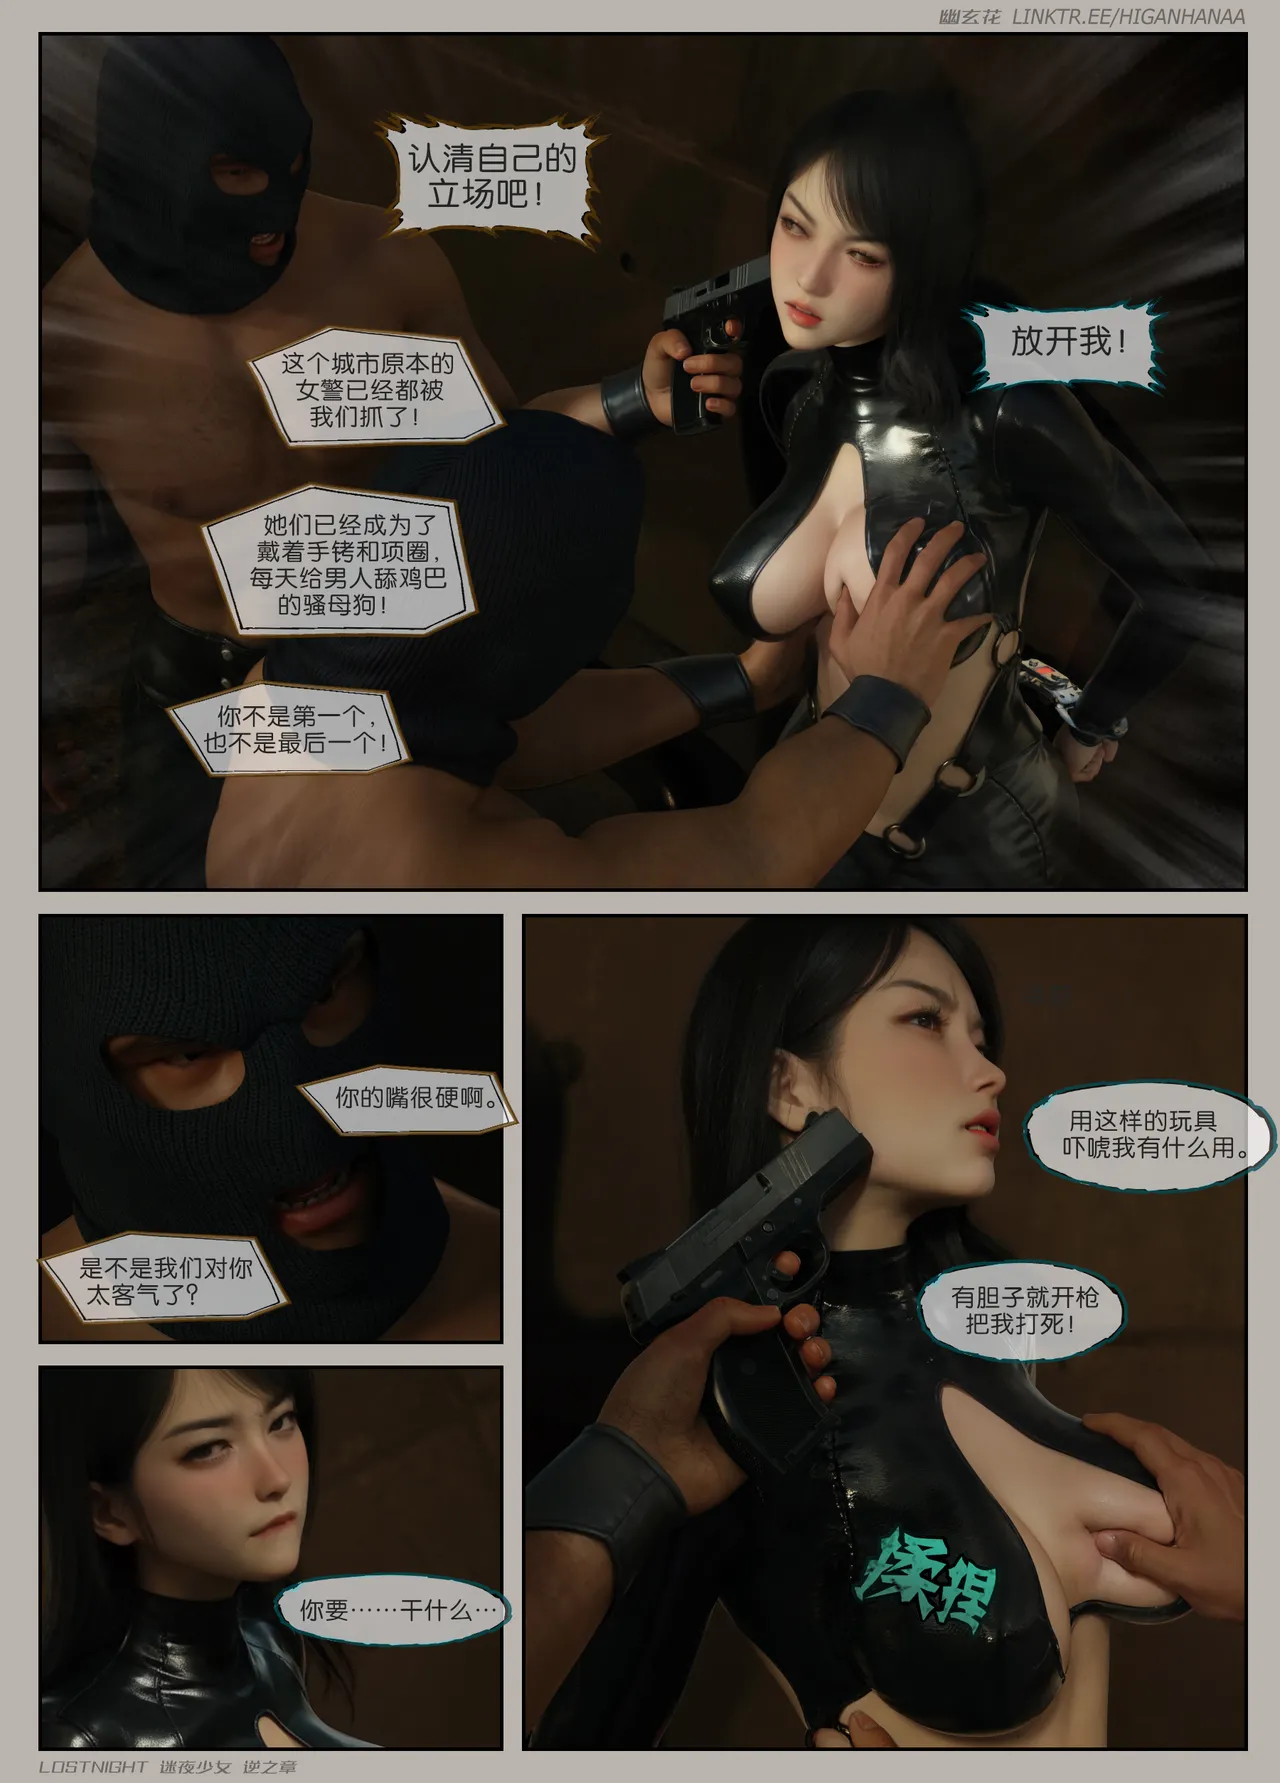 幽玄花 LINKTR.EE/HIGANHANAA
认清自己的
立场吧！
放开我！
这个城市原本的
女警已经都被
我们抓了！
她们已经成为了
戴着手铐和项圈，
每天给男人舔鸡巴
的骚母狗！
你不是第一个，
也不是最后一个！
你的嘴很硬啊。
是不是我们对你
太客气了？
用这样的玩具
吓唬我有什么用。
有胆子就开枪
把我打死！
揉捏
你要……干什么…
LOSTNIGHT 迷夜少女 逆之章